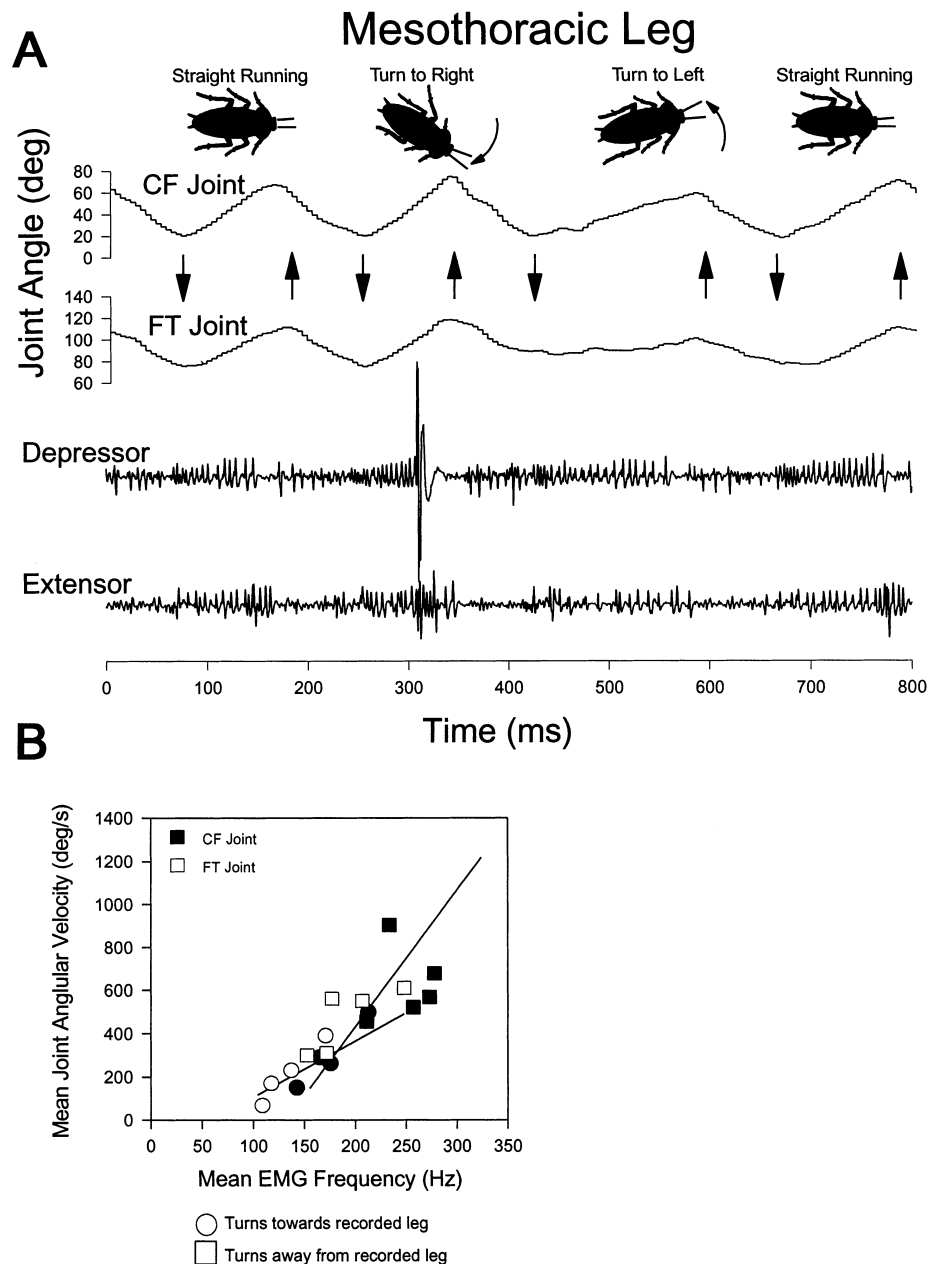 Mesothoracic Leg
A
Straight Running
Turn to Right
Turn to Left
Straight Running
Joint Angle (deg)
80
60
40
20
0
CF Joint
140
120
100
80
60
FT Joint
Depressor
Extensor
0 100 200 300 400 500 600 700 800
Time (ms)
B
Mean Joint Anglular Velocity (deg/s)
1400
1200
1000
800
600
400
200
0
CF Joint
FT Joint
0 50 100 150 200 250 300 350
Mean EMG Frequency (Hz)
Turns towards recorded leg
Turns away from recorded leg